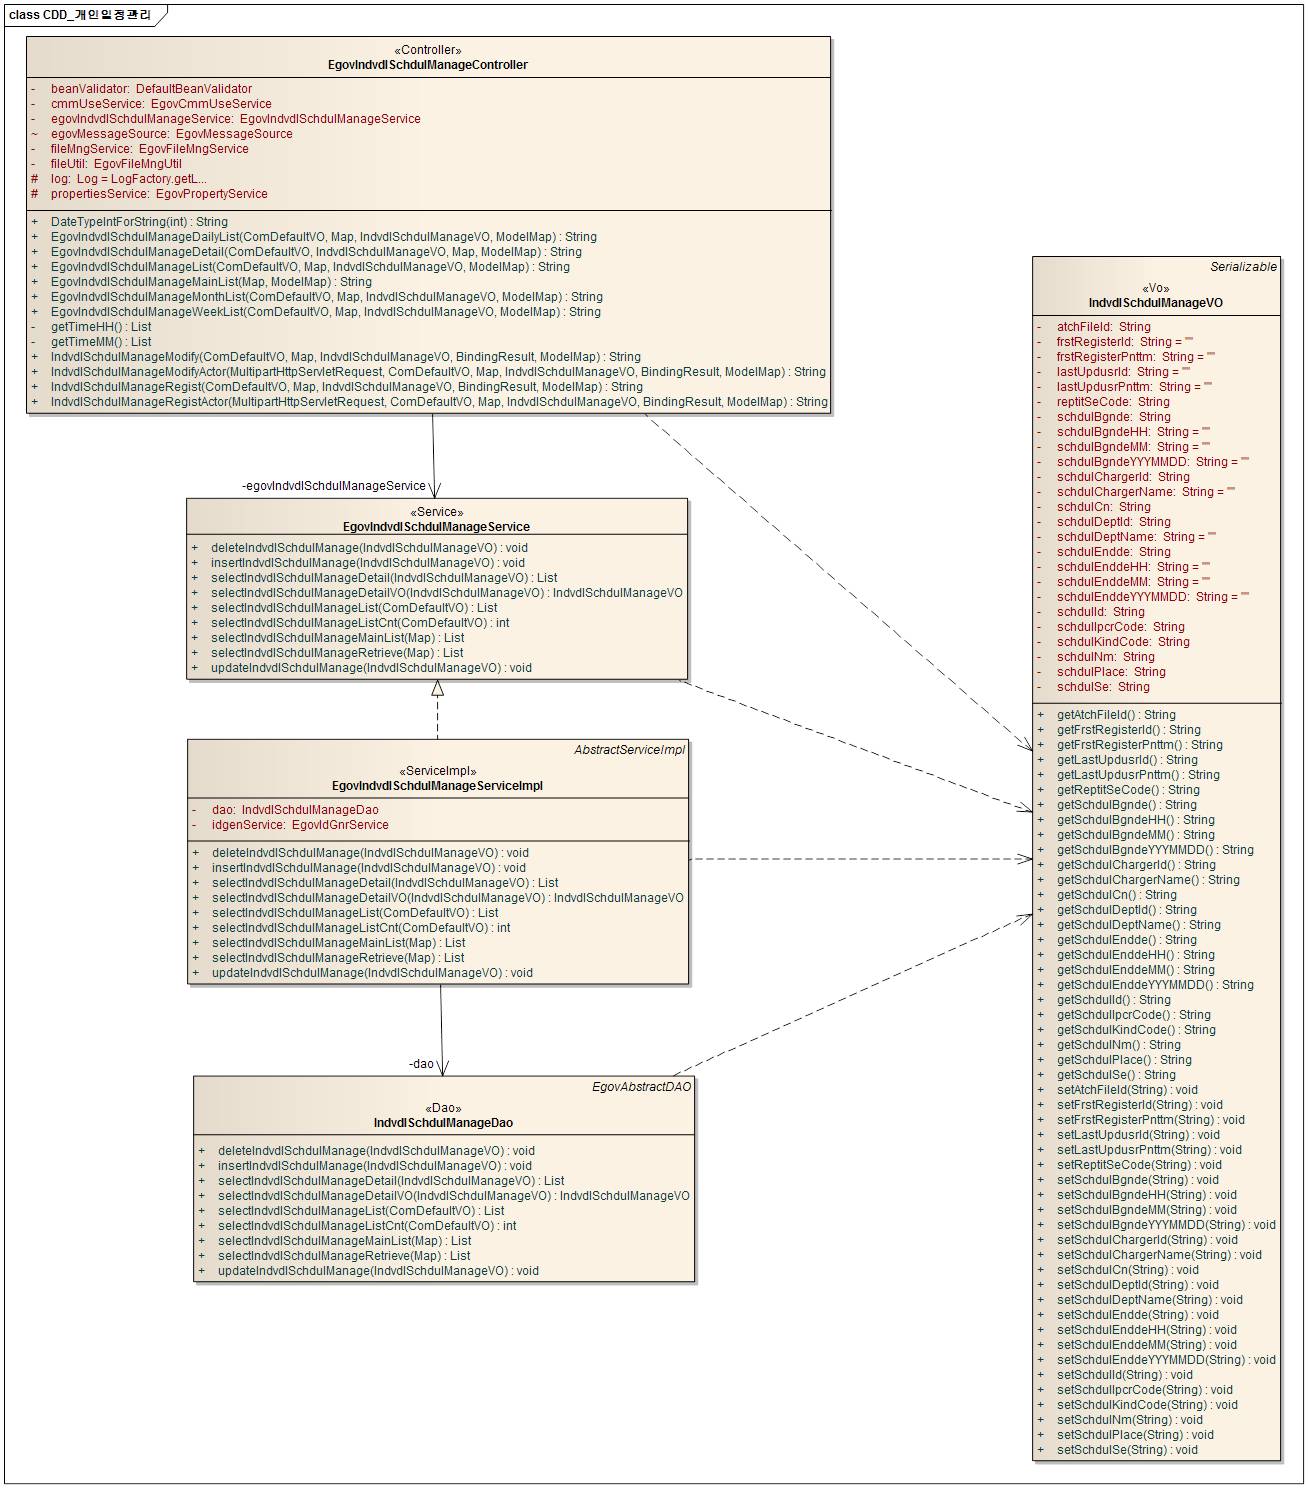 class CDD_개인일정관리
«Controller»
EgovIndvdlSchdulManageController
- beanValidator: DefaultBeanValidator
- cmmUseService: EgovCmmUseService
- egovIndvdlSchdulManageService: EgovIndvdlSchdulManageService
~ egovMessageSource: EgovMessageSource
- fileMngService: EgovFileMngService
- fileUtil: EgovFileMngUtil
# log: Log = LogFactory.getL...
# propertiesService: EgovPropertyService
+ DateTypeIntForString(int) : String
+ EgovIndvdlSchdulManageDailyList(ComDefaultVO, Map, IndvdlSchdulManageVO, ModelMap) : String
+ EgovIndvdlSchdulManageDetail(ComDefaultVO, IndvdlSchdulManageVO, Map, ModelMap) : String
+ EgovIndvdlSchdulManageList(ComDefaultVO, Map, IndvdlSchdulManageVO, ModelMap) : String
+ EgovIndvdlSchdulManageMainList(Map, ModelMap) : String
+ EgovIndvdlSchdulManageMonthList(ComDefaultVO, Map, IndvdlSchdulManageVO, ModelMap) : String
+ EgovIndvdlSchdulManageWeekList(ComDefaultVO, Map, IndvdlSchdulManageVO, ModelMap) : String
- getTimeHH() : List
- getTimeMM() : List
+ IndvdlSchdulManageModify(ComDefaultVO, Map, IndvdlSchdulManageVO, BindingResult, ModelMap) : String
+ IndvdlSchdulManageModifyActor(MultipartHttpServletRequest, ComDefaultVO, Map, IndvdlSchdulManageVO, BindingResult, ModelMap) : String
+ IndvdlSchdulManageRegist(ComDefaultVO, Map, IndvdlSchdulManageVO, BindingResult, ModelMap) : String
+ IndvdlSchdulManageRegistActor(MultipartHttpServletRequest, ComDefaultVO, Map, IndvdlSchdulManageVO, BindingResult, ModelMap) : String
-egovIndvdlSchdulManageService
«Service»
EgovIndvdlSchdulManageService
+ deleteIndvdlSchdulManage(IndvdlSchdulManageVO) : void
+ insertIndvdlSchdulManage(IndvdlSchdulManageVO) : void
+ selectIndvdlSchdulManageDetail(IndvdlSchdulManageVO) : List
+ selectIndvdlSchdulManageDetailVO(IndvdlSchdulManageVO) : IndvdlSchdulManageVO
+ selectIndvdlSchdulManageList(ComDefaultVO) : List
+ selectIndvdlSchdulManageListCnt(ComDefaultVO) : int
+ selectIndvdlSchdulManageMainList(Map) : List
+ selectIndvdlSchdulManageRetrieve(Map) : List
+ updateIndvdlSchdulManage(IndvdlSchdulManageVO) : void
AbstractServiceImpl
«ServiceImpl»
EgovIndvdlSchdulManageServiceImpl
- dao: IndvdlSchdulManageDao
- idgenService: EgovIdGnrService
+ deleteIndvdlSchdulManage(IndvdlSchdulManageVO) : void
+ insertIndvdlSchdulManage(IndvdlSchdulManageVO) : void
+ selectIndvdlSchdulManageDetail(IndvdlSchdulManageVO) : List
+ selectIndvdlSchdulManageDetailVO(IndvdlSchdulManageVO) : IndvdlSchdulManageVO
+ selectIndvdlSchdulManageList(ComDefaultVO) : List
+ selectIndvdlSchdulManageListCnt(ComDefaultVO) : int
+ selectIndvdlSchdulManageMainList(Map) : List
+ selectIndvdlSchdulManageRetrieve(Map) : List
+ updateIndvdlSchdulManage(IndvdlSchdulManageVO) : void
-dao
EgovAbstractDAO
«Dao»
IndvdlSchdulManageDao
+ deleteIndvdlSchdulManage(IndvdlSchdulManageVO) : void
+ insertIndvdlSchdulManage(IndvdlSchdulManageVO) : void
+ selectIndvdlSchdulManageDetail(IndvdlSchdulManageVO) : List
+ selectIndvdlSchdulManageDetailVO(IndvdlSchdulManageVO) : IndvdlSchdulManageVO
+ selectIndvdlSchdulManageList(ComDefaultVO) : List
+ selectIndvdlSchdulManageListCnt(ComDefaultVO) : int
+ selectIndvdlSchdulManageMainList(Map) : List
+ selectIndvdlSchdulManageRetrieve(Map) : List
+ updateIndvdlSchdulManage(IndvdlSchdulManageVO) : void
Serializable
«Vo»
IndvdlSchdulManageVO
- atchFileId: String
- frstRegisterId: String = ""
- frstRegisterPnttm: String = ""
- lastUpdusrId: String = ""
- lastUpdusrPnttm: String = ""
- reptitSeCode: String
- schdulBgnde: String
- schdulBgndeHH: String = ""
- schdulBgndeMM: String = ""
- schdulBgndeYYYMMDD: String = ""
- schdulChargerId: String
- schdulChargerName: String = ""
- schdulCn: String
- schdulDeptId: String
- schdulDeptName: String = ""
- schdulEndde: String
- schdulEnddeHH: String = ""
- schdulEnddeMM: String = ""
- schdulEnddeYYYMMDD: String = ""
- schdulId: String
- schdulIpcrCode: String
- schdulKindCode: String
- schdulNm: String
- schdulPlace: String
- schdulSe: String
+ getAtchFileId() : String
+ getFrstRegisterId() : String
+ getFrstRegisterPnttm() : String
+ getLastUpdusrId() : String
+ getLastUpdusrPnttm() : String
+ getReptitSeCode() : String
+ getSchdulBgnde() : String
+ getSchdulBgndeHH() : String
+ getSchdulBgndeMM() : String
+ getSchdulBgndeYYYMMDD() : String
+ getSchdulChargerId() : String
+ getSchdulChargerName() : String
+ getSchdulCn() : String
+ getSchdulDeptId() : String
+ getSchdulDeptName() : String
+ getSchdulEndde() : String
+ getSchdulEnddeHH() : String
+ getSchdulEnddeMM() : String
+ getSchdulEnddeYYYMMDD() : String
+ getSchdulId() : String
+ getSchdulIpcrCode() : String
+ getSchdulKindCode() : String
+ getSchdulNm() : String
+ getSchdulPlace() : String
+ getSchdulSe() : String
+ setAtchFileId(String) : void
+ setFrstRegisterId(String) : void
+ setFrstRegisterPnttm(String) : void
+ setLastUpdusrId(String) : void
+ setLastUpdusrPnttm(String) : void
+ setReptitSeCode(String) : void
+ setSchdulBgnde(String) : void
+ setSchdulBgndeHH(String) : void
+ setSchdulBgndeMM(String) : void
+ setSchdulBgndeYYYMMDD(String) : void
+ setSchdulChargerId(String) : void
+ setSchdulChargerName(String) : void
+ setSchdulCn(String) : void
+ setSchdulDeptId(String) : void
+ setSchdulDeptName(String) : void
+ setSchdulEndde(String) : void
+ setSchdulEnddeHH(String) : void
+ setSchdulEnddeMM(String) : void
+ setSchdulEnddeYYYMMDD(String) : void
+ setSchdulId(String) : void
+ setSchdulIpcrCode(String) : void
+ setSchdulKindCode(String) : void
+ setSchdulNm(String) : void
+ setSchdulPlace(String) : void
+ setSchdulSe(String) : void